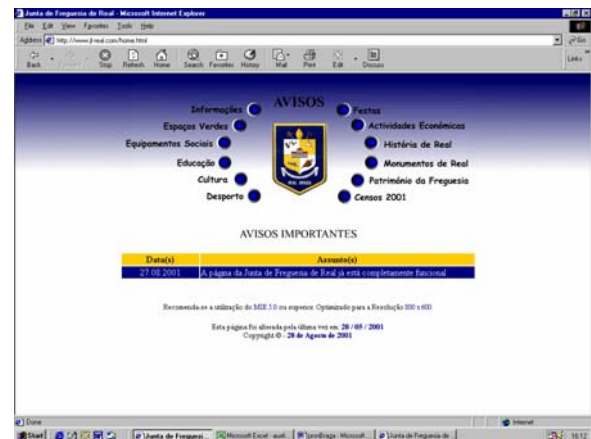 Junta de Freguesia de Real - Microsoft Internet Explorer
File Edit View Favorites Tools Help
Address http://www.jf-real.com/home.html Go
Back Forward Stop Refresh Home Search Favorites History Mail Print Edit Discuss Links
AVISOS
Informações Festas
Espaços Verdes Actividades Económicas
Equipamentos Sociais História de Real
Educação Monumentos de Real
Cultura Património da Freguesia
Desporto Censos 2001
AVISOS IMPORTANTES
Data(s) Assunto(s)
27.08.2001 A página da Junta de Freguesia de Real já está completamente funcional
Recomenda-se a utilização do MIE 5.0 ou superior. Optimizado para a Resolução 800 x 600.
Esta página foi alterada pela última vez em 20 / 05 / 2001
Copyright © - 28 de Agosto de 2001
Done Internet
Start Junta de Freguesi... Microsoft Excel - Junta de Freguesia de ... 16:12